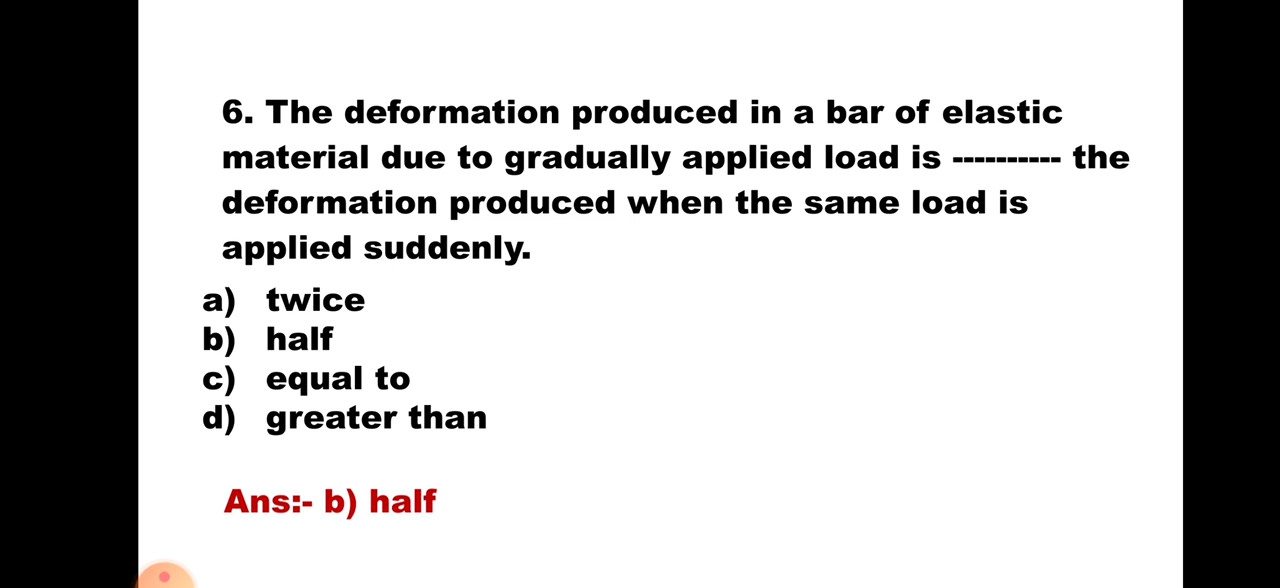 6. The deformation produced in a bar of elastic
material due to gradually applied load is ---------- the
deformation produced when the same load is
applied suddenly.
a) twice
b) half
c) equal to
d) greater than
Ans:- b) half